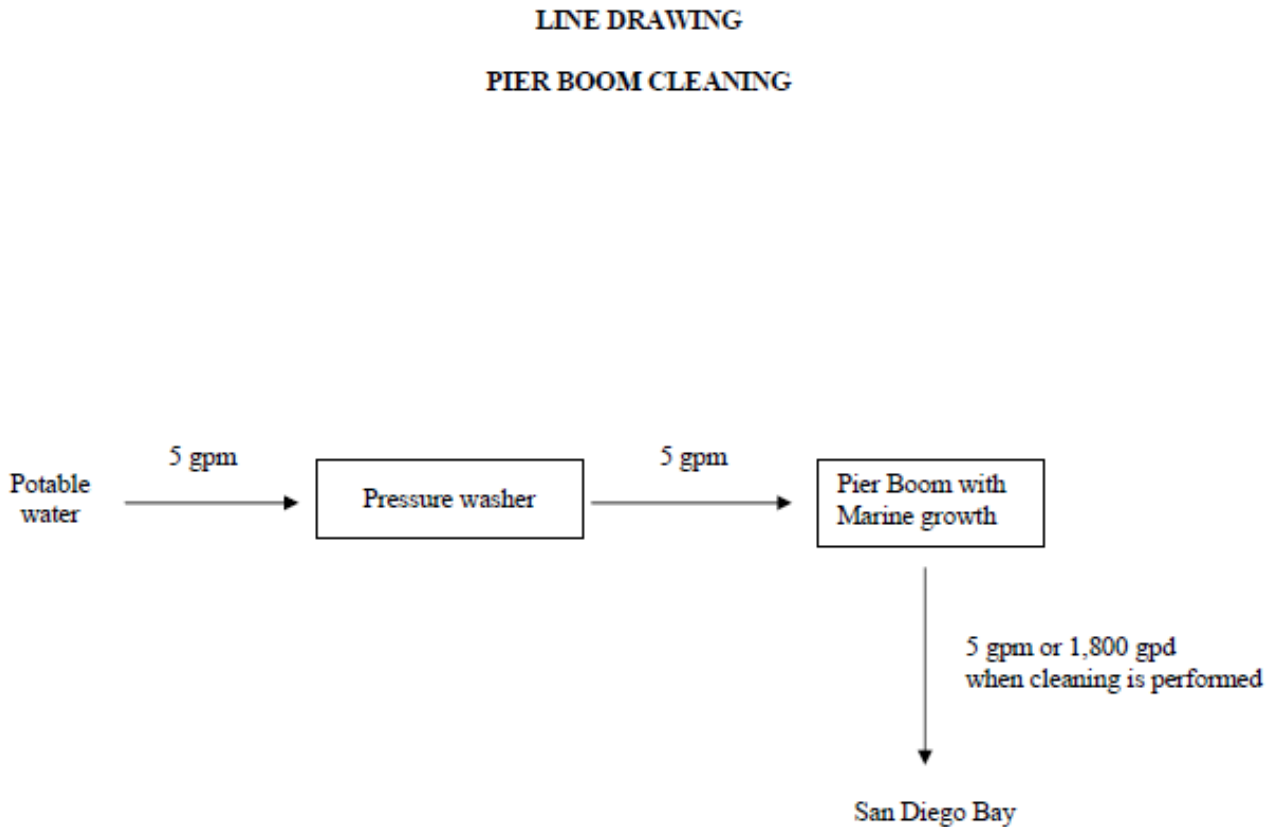 LINE DRAWING
PIER BOOM CLEANING
Potable
water
5 gpm
Pressure washer
5 gpm
Pier Boom with
Marine growth
5 gpm or 1,800 gpd
when cleaning is performed
San Diego Bay